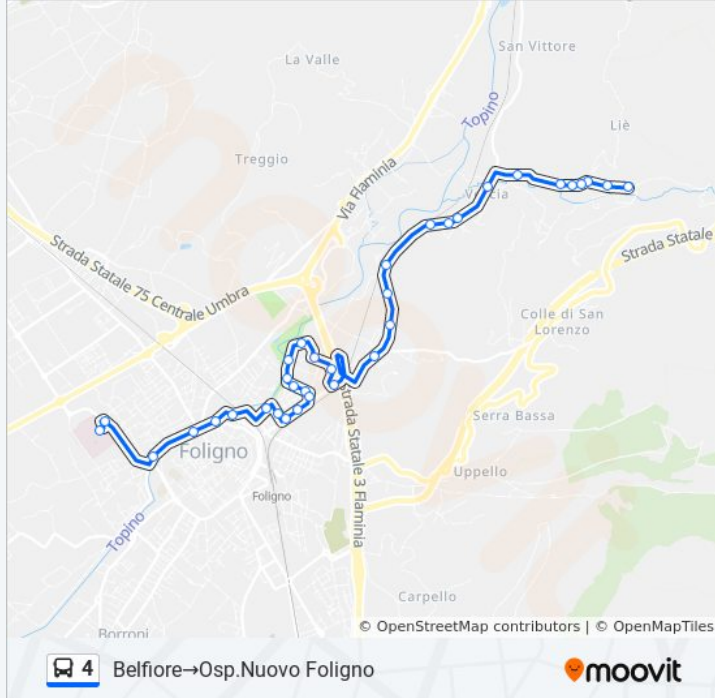 San Vittore
La Valle
Topino
Liè
Treggio
Via Flaminia
Strada Statale
Strada Statale 75 Centrale Umbra
Colle di San
Lorenzo
Serra Bassa
Strada Statale 3 Flaminia
Foligno
Uppello
Foligno
Topino
Carpello
Borroni
© OpenStreetMap contributors | © OpenMapTiles
4 Belfiore→Osp.Nuovo Foligno
moovit